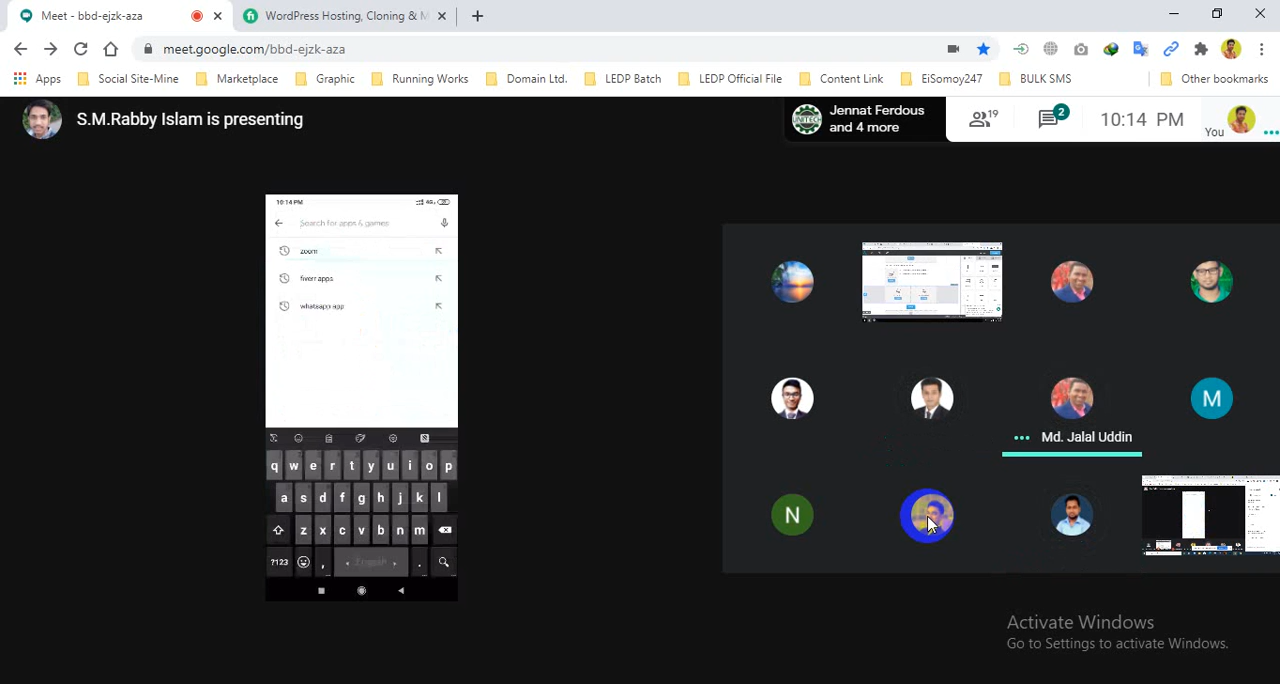 Meet - bbd-ejzk-aza
WordPress Hosting, Cloning & M
meet.google.com/bbd-ejzk-aza
Apps
Social Site-Mine
Marketplace
Graphic
Running Works
Domain Ltd.
LEDP Batch
LEDP Official File
Content Link
EiSomoy247
BULK SMS
Other bookmarks
S.M.Rabby Islam is presenting
Jennat Ferdous
and 4 more
19
2
10:14 PM
You
10:14 PM
Search for apps & games
zoom
fiverr apps
whatsapp app
q w e r t y u i o p
a s d f g h j k l
z x c v b n m
?123 , .
Md. Jalal Uddin
M
N
Activate Windows
Go to Settings to activate Windows.